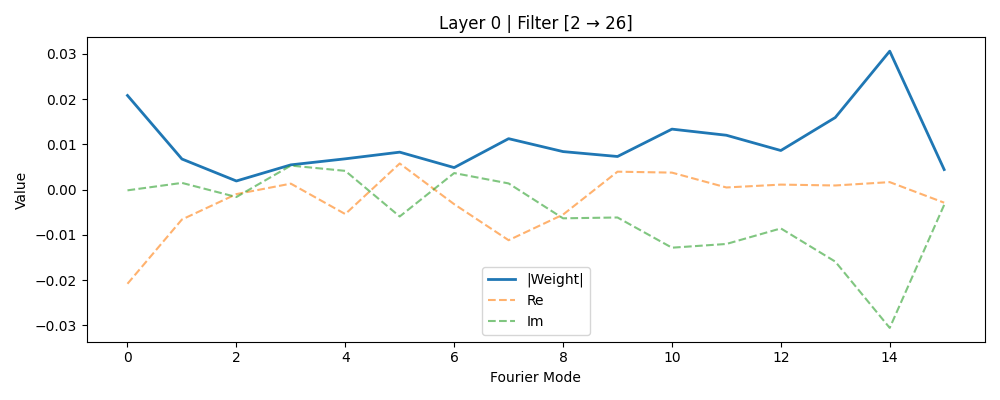 Layer 0 | Filter [2 → 26]
Value
0.03
0.02
0.01
0.00
−0.01
−0.02
−0.03
|Weight|
Re
Im
0 2 4 6 8 10 12 14
Fourier Mode